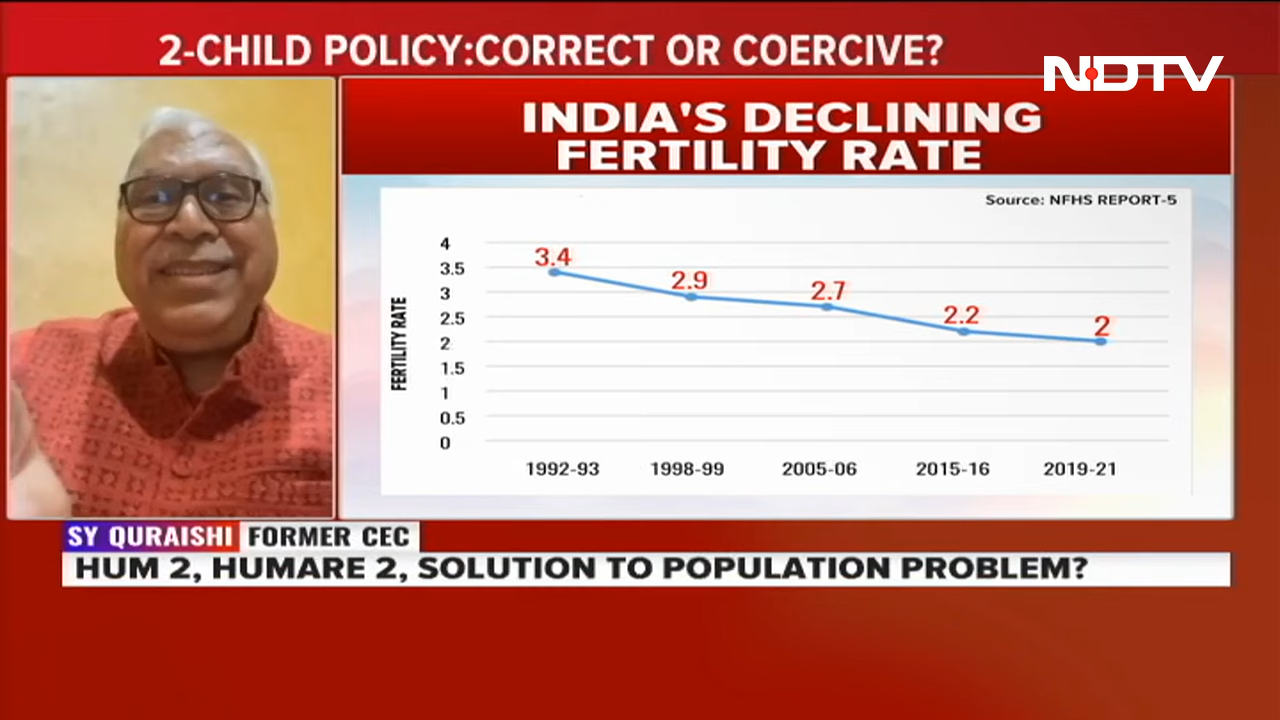 2-CHILD POLICY:CORRECT OR COERCIVE?
NDTV
INDIA'S DECLINING
FERTILITY RATE
Source: NFHS REPORT-5
FERTILITY RATE
4
3.5
3
2.5
2
1.5
1
0.5
0
3.4
2.9
2.7
2.2
2
1992-93 1998-99 2005-06 2015-16 2019-21
SY QURAISHI FORMER CEC
HUM 2, HUMARE 2, SOLUTION TO POPULATION PROBLEM?